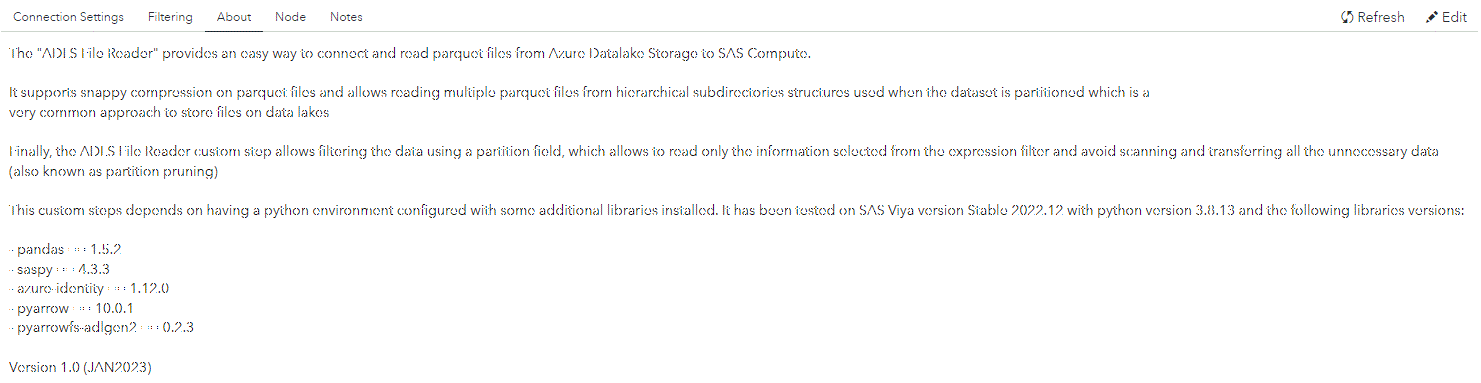 Connection Settings Filtering About Node Notes Refresh Edit
The "ADLS File Reader" provides an easy way to connect and read parquet files from Azure Datalake Storage to SAS Compute.
It supports snappy compression on parquet files and allows reading multiple parquet files from hierarchical subdirectories structures used when the dataset is partitioned which is a
very common approach to store files on data lakes
Finally, the ADLS File Reader custom step allows filtering the data using a partition field, which allows to read only the information selected from the expression filter and avoid scanning and transferring all the unnecessary data
(also known as partition pruning)
This custom steps depends on having a python environment configured with some additional libraries installed. It has been tested on SAS Viya version Stable 2022.12 with python version 3.8.13 and the following libraries versions:
- pandas == 1.5.2
- saspy == 4.3.3
- azure-identity == 1.12.0
- pyarrow == 10.0.1
- pyarrowfs-adlgen2 == 0.2.3
Version 1.0 (JAN2023)